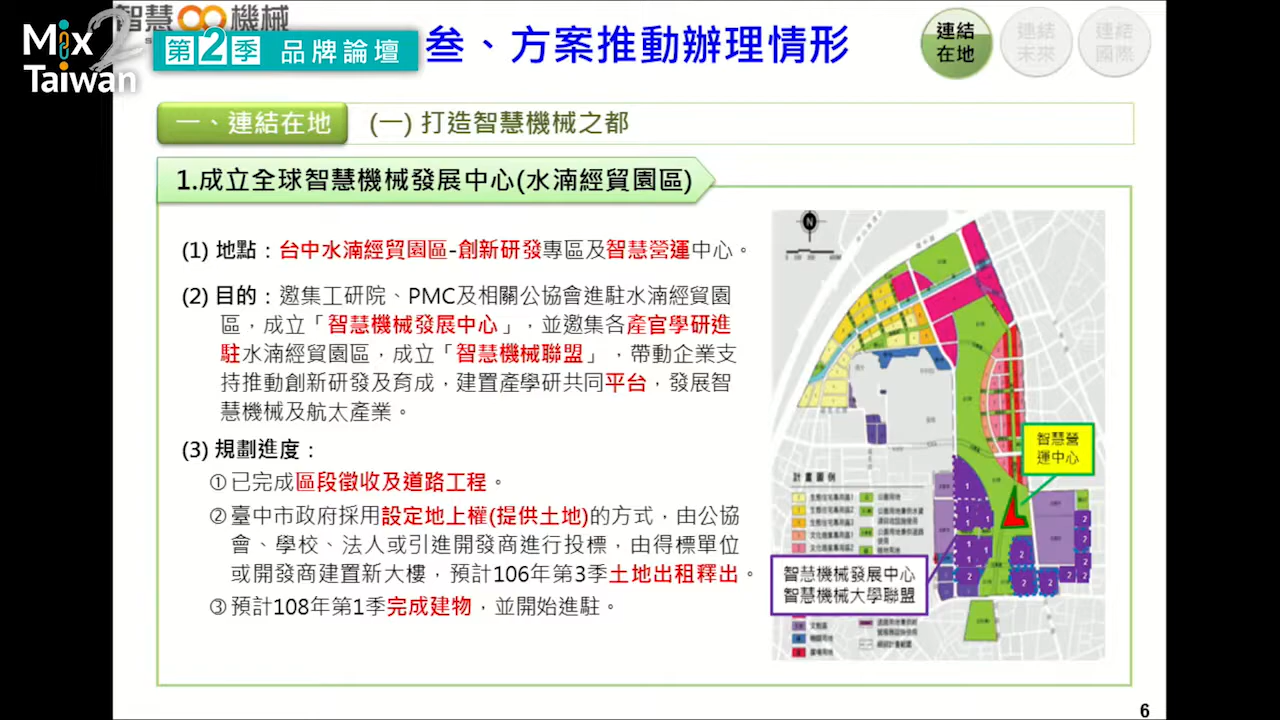 Mix 2
Taiwan
智慧 機械
第2季 品牌論壇
叁、方案推動辦理情形
連結
在地
連結
未來
連結
國際
一、連結在地
(一) 打造智慧機械之都
1.成立全球智慧機械發展中心(水湳經貿園區)
(1) 地點：台中水湳經貿園區-創新研發專區及智慧營運中心。
(2) 目的：邀集工研院、PMC及相關公協會進駐水湳經貿園
區，成立「智慧機械發展中心」，並邀集各產官學研進
駐水湳經貿園區，成立「智慧機械聯盟」，帶動企業支
持推動創新研發及育成，建置產學研共同平台，發展智
慧機械及航太產業。
(3) 規劃進度：
①已完成區段徵收及道路工程。
②臺中市政府採用設定地上權(提供土地)的方式，由公協
會、學校、法人或引進開發商進行投標，由得標單位
或開發商建置新大樓，預計106年第3季土地出租釋出。
③預計108年第1季完成建物，並開始進駐。
N
智慧營
運中心
計畫圖例
智慧機械發展中心
智慧機械大學聯盟
6